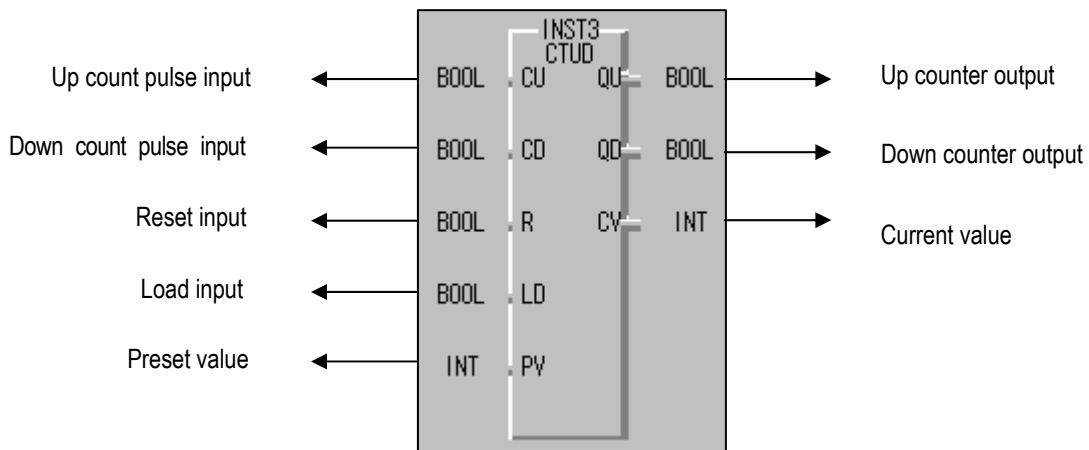 INST3
CTUD
Up count pulse input BOOL CU QU BOOL Up counter output
Down count pulse input BOOL CD QD BOOL Down counter output
Reset input BOOL R CV INT Current value
Load input BOOL LD
Preset value INT PV